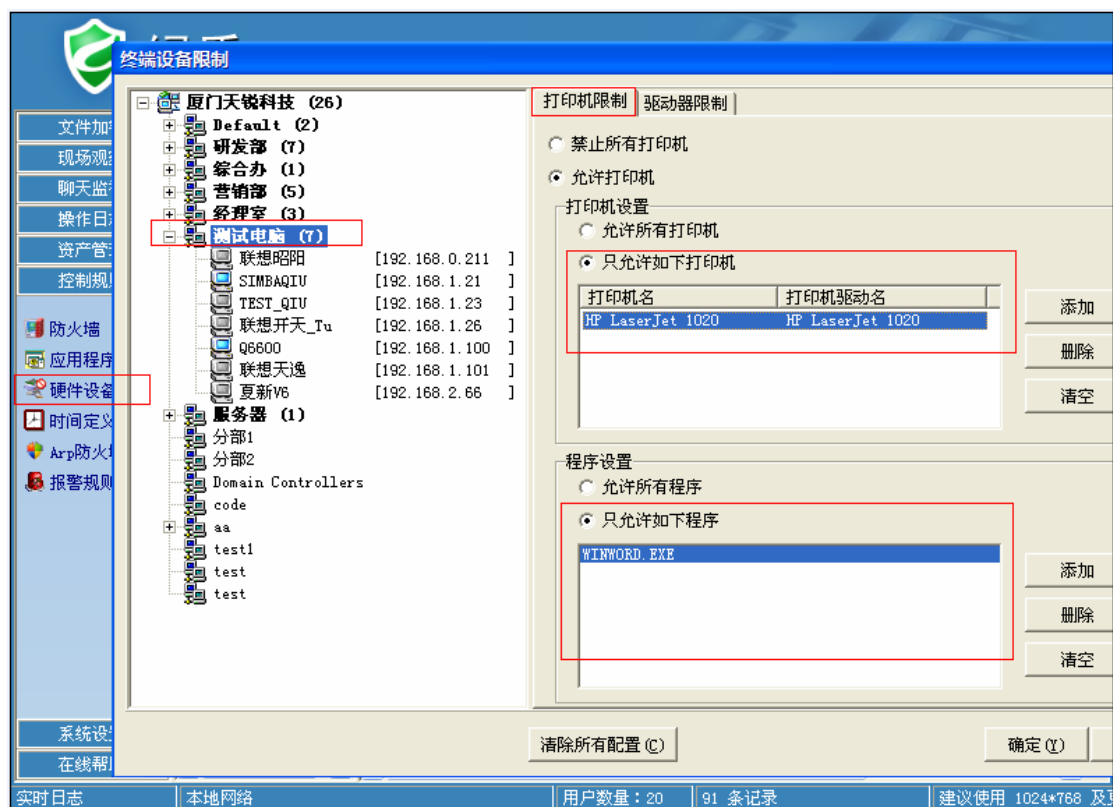 终端设备限制
文件加
现场观
聊天监
操作日
资产管
控制规
防火墙
应用程序
硬件设备
时间定义
Arp防火
报警规则
系统设
在线帮
厦门天锐科技 (26)
Default (2)
研发部 (7)
综合办 (1)
营销部 (5)
经理室 (3)
测试电脑 (7)
联想昭阳 [192.168.0.211 ]
SIMBAQIU [192.168.1.21 ]
TEST_QIU [192.168.1.23 ]
联想开天_Tu [192.168.1.26 ]
Q6600 [192.168.1.100 ]
联想天逸 [192.168.1.101 ]
夏新V6 [192.168.2.66 ]
服务器 (1)
分部1
分部2
Domain Controllers
code
aa
test1
test
test
打印机限制 驱动器限制
禁止所有打印机
允许打印机
打印机设置
允许所有打印机
只允许如下打印机
打印机名 打印机驱动名
HP LaserJet 1020 HP LaserJet 1020
添加
删除
清空
程序设置
允许所有程序
只允许如下程序
WINWORD.EXE
添加
删除
清空
清除所有配置(C) 确定(Y)
实时日志 本地网络 用户数量：20 91 条记录 建议使用 1024*768 及